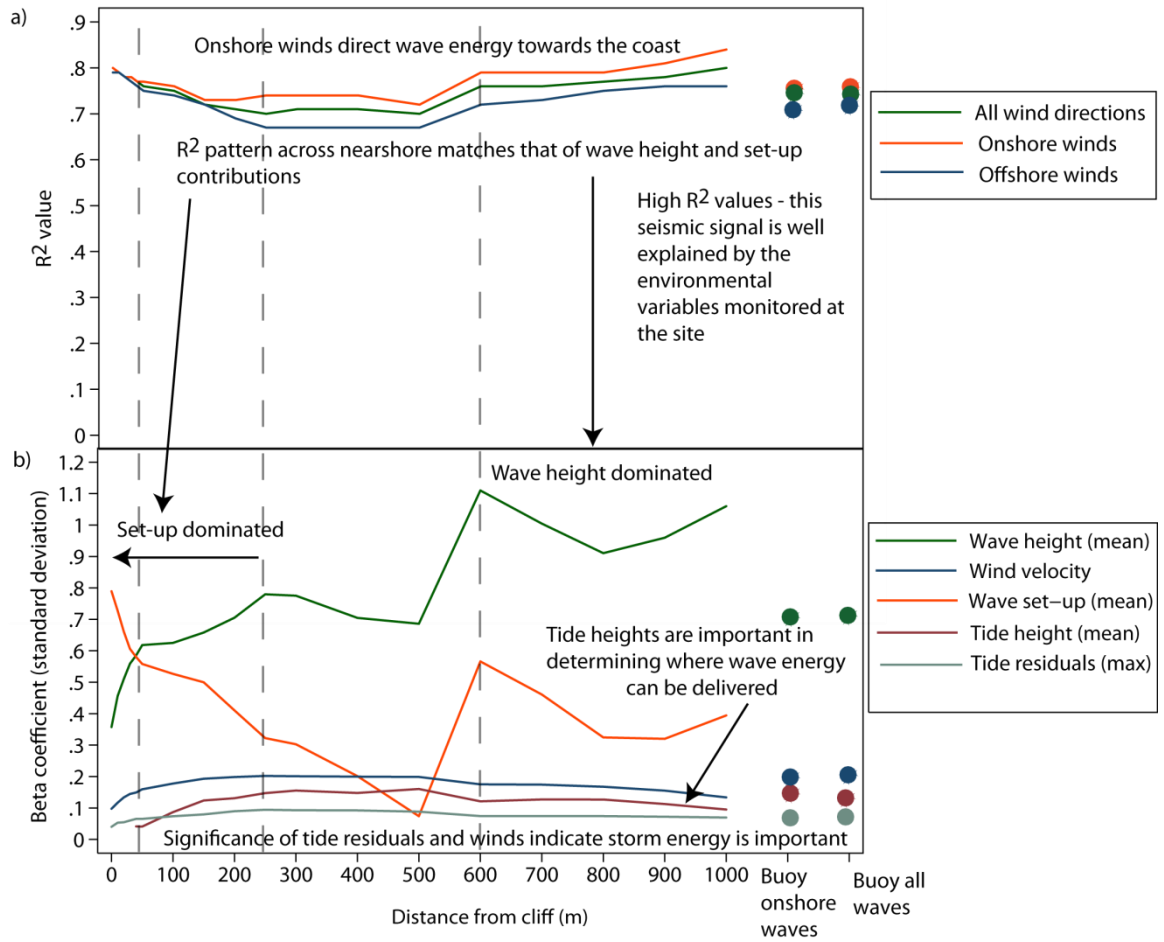 a)
.9
.8
.7
.6
.5
.4
.3
.2
.1
0
R2 value
Onshore winds direct wave energy towards the coast
R2 pattern across nearshore matches that of wave height and set-up
contributions
High R2 values - this
seismic signal is well
explained by the
environmental
variables monitored at
the site
All wind directions
Onshore winds
Offshore winds
b)
1.2
1.1
1
.9
.8
.7
.6
.5
.4
.3
.2
.1
0
Beta coefficient (standard deviation)
Wave height dominated
Set-up dominated
Tide heights are important in
determining where wave energy
can be delivered
Significance of tide residuals and winds indicate storm energy is important
Wave height (mean)
Wind velocity
Wave set−up (mean)
Tide height (mean)
Tide residuals (max)
0 100 200 300 400 500 600 700 800 900 1000
Buoy
onshore
waves
Buoy all
waves
Distance from cliff (m)